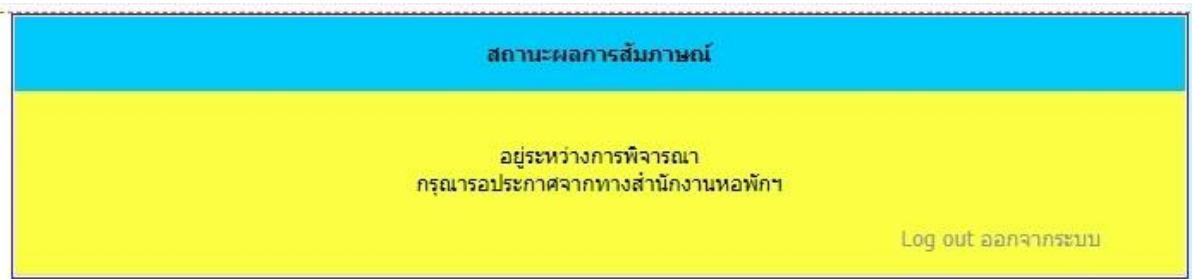 สถานะผลการสัมภาษณ์
อยู่ระหว่างการพิจารณา
กรุณารอประกาศจากทางสำนักงานหอพักฯ
Log out ออกจากระบบ